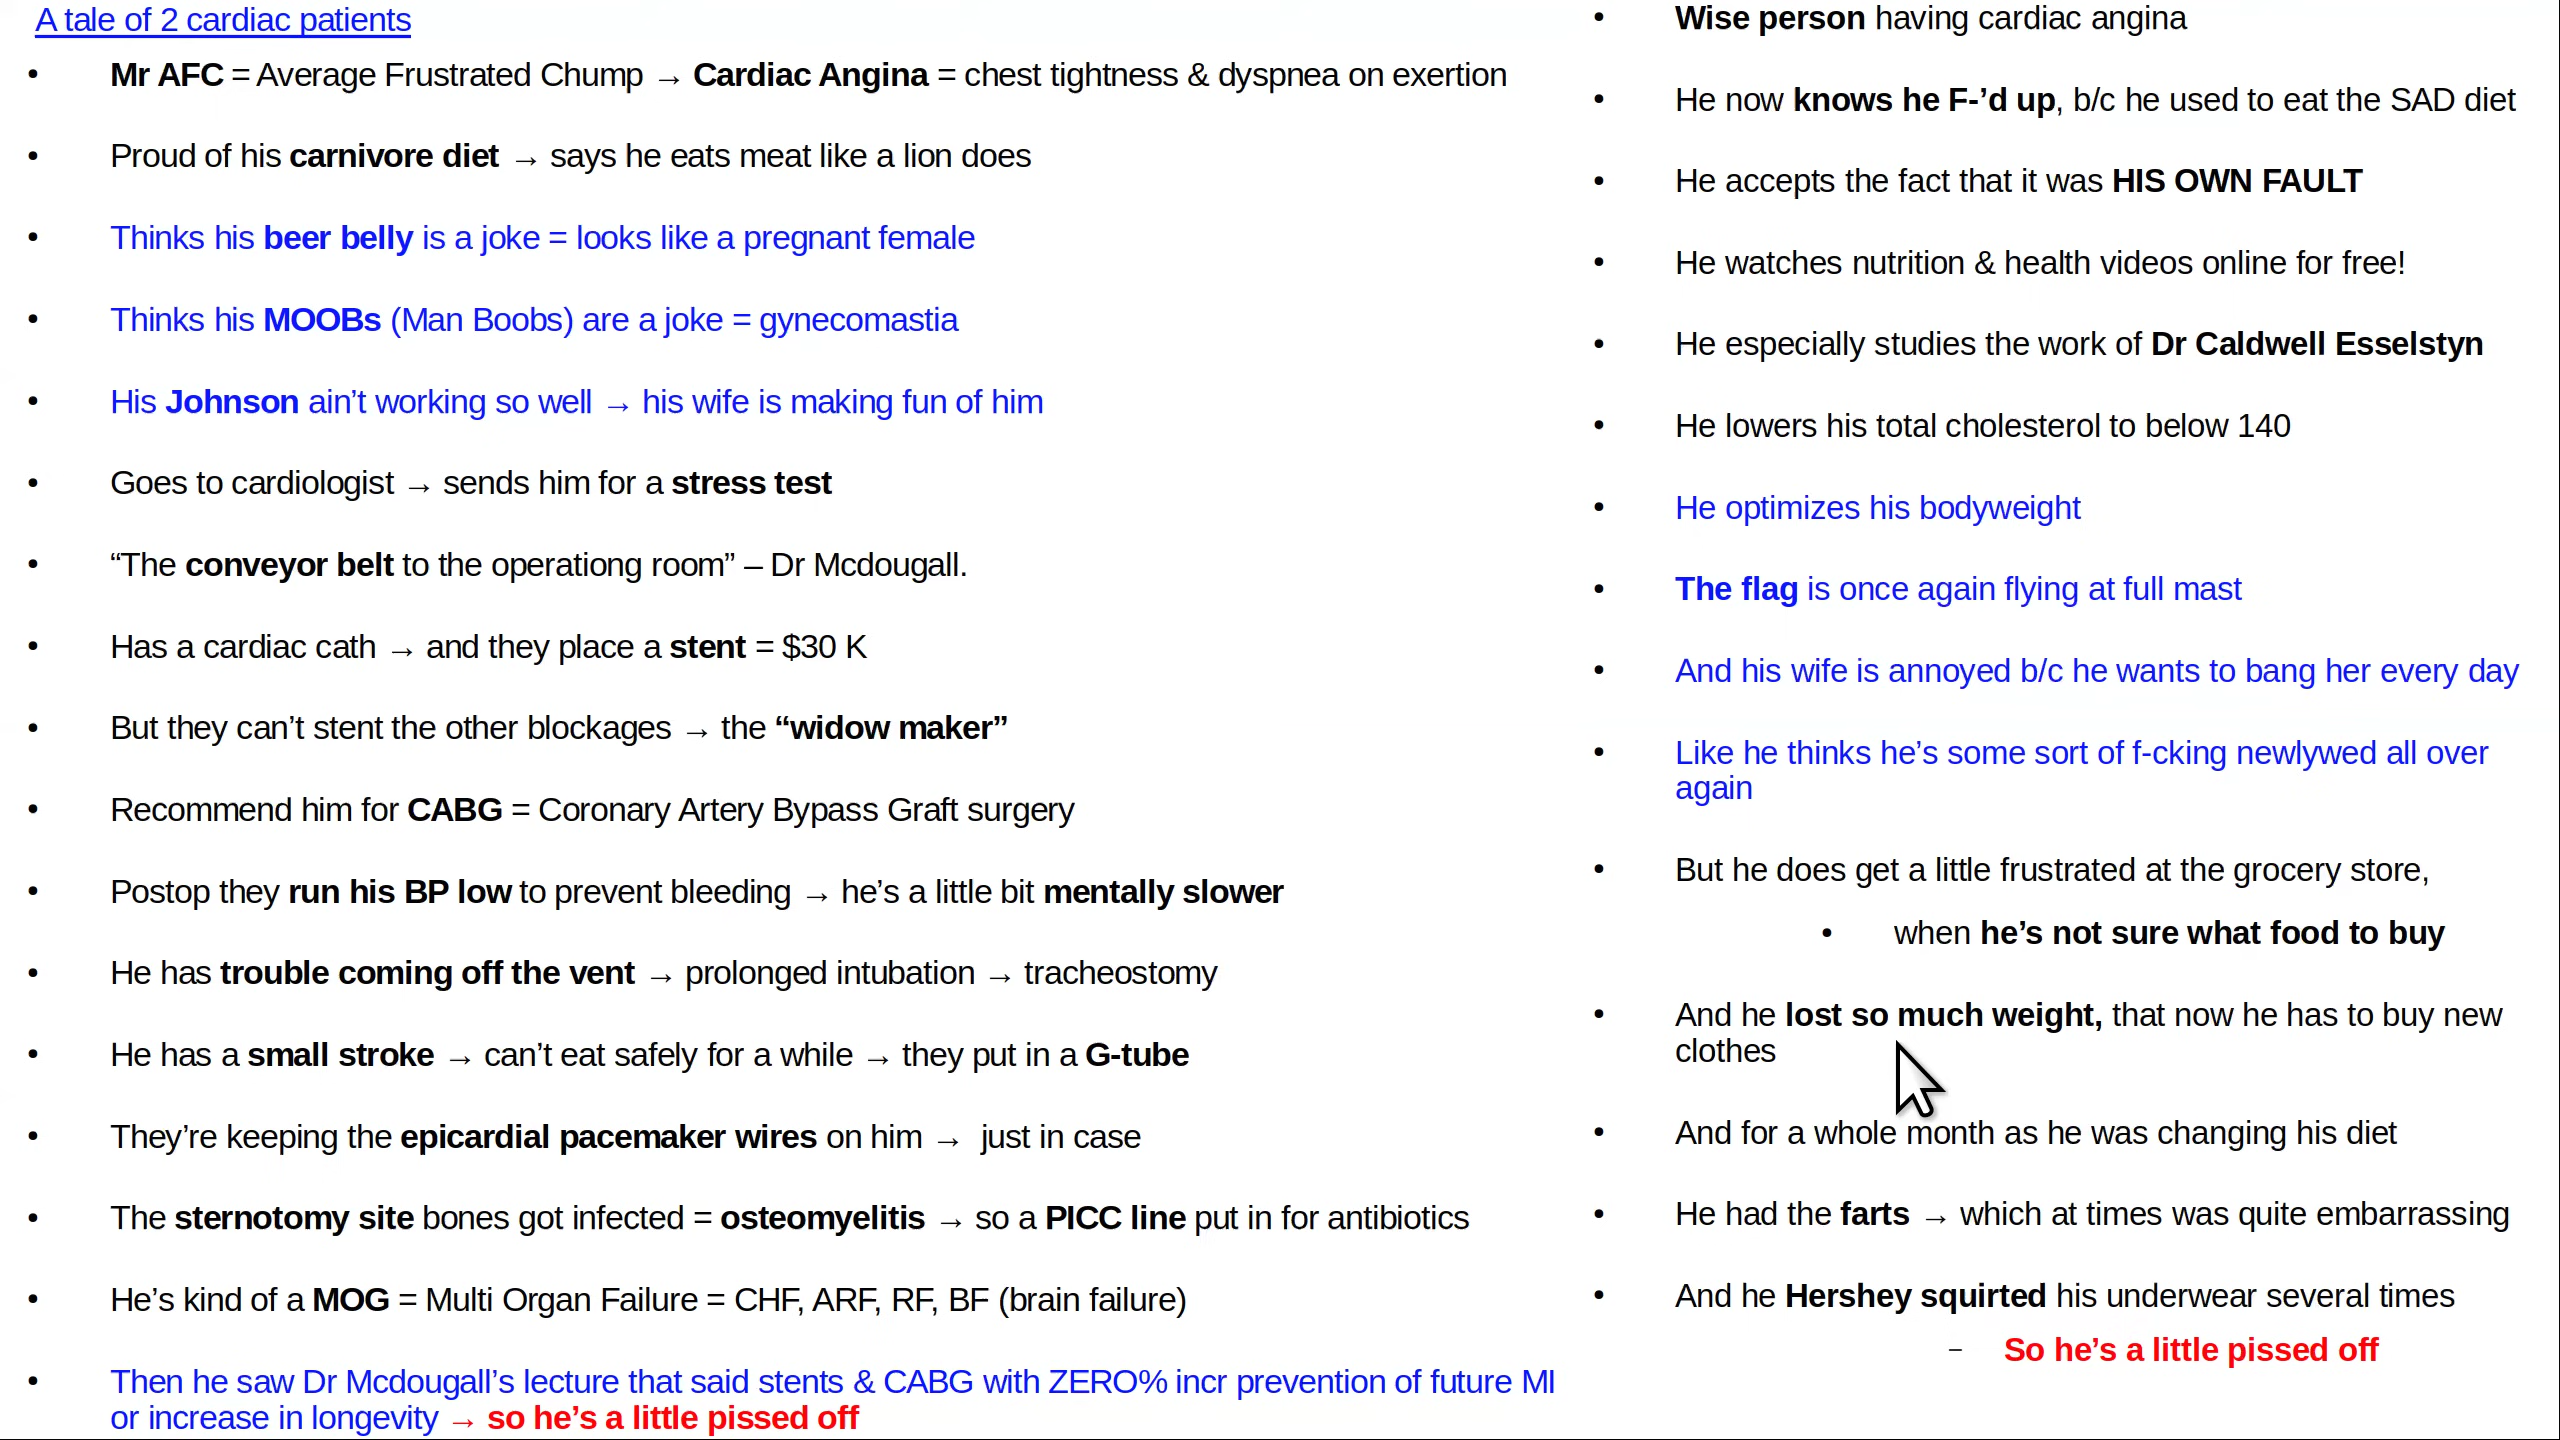 A tale of 2 cardiac patients
• Mr AFC = Average Frustrated Chump → Cardiac Angina = chest tightness & dyspnea on exertion
• Proud of his carnivore diet → says he eats meat like a lion does
• Thinks his beer belly is a joke = looks like a pregnant female
• Thinks his MOOBs (Man Boobs) are a joke = gynecomastia
• His Johnson ain’t working so well → his wife is making fun of him
• Goes to cardiologist → sends him for a stress test
• “The conveyor belt to the operationg room” – Dr Mcdougall.
• Has a cardiac cath → and they place a stent = $30 K
• But they can’t stent the other blockages → the “widow maker”
• Recommend him for CABG = Coronary Artery Bypass Graft surgery
• Postop they run his BP low to prevent bleeding → he’s a little bit mentally slower
• He has trouble coming off the vent → prolonged intubation → tracheostomy
• He has a small stroke → can’t eat safely for a while → they put in a G-tube
• They’re keeping the epicardial pacemaker wires on him → just in case
• The sternotomy site bones got infected = osteomyelitis → so a PICC line put in for antibiotics
• He’s kind of a MOG = Multi Organ Failure = CHF, ARF, RF, BF (brain failure)
• Then he saw Dr Mcdougall’s lecture that said stents & CABG with ZERO% incr prevention of future MI
or increase in longevity → so he’s a little pissed off
• Wise person having cardiac angina
• He now knows he F-’d up, b/c he used to eat the SAD diet
• He accepts the fact that it was HIS OWN FAULT
• He watches nutrition & health videos online for free!
• He especially studies the work of Dr Caldwell Esselstyn
• He lowers his total cholesterol to below 140
• He optimizes his bodyweight
• The flag is once again flying at full mast
• And his wife is annoyed b/c he wants to bang her every day
• Like he thinks he’s some sort of f-cking newlywed all over
again
• But he does get a little frustrated at the grocery store,
• when he’s not sure what food to buy
• And he lost so much weight, that now he has to buy new
clothes
• And for a whole month as he was changing his diet
• He had the farts → which at times was quite embarrassing
• And he Hershey squirted his underwear several times
– So he’s a little pissed off